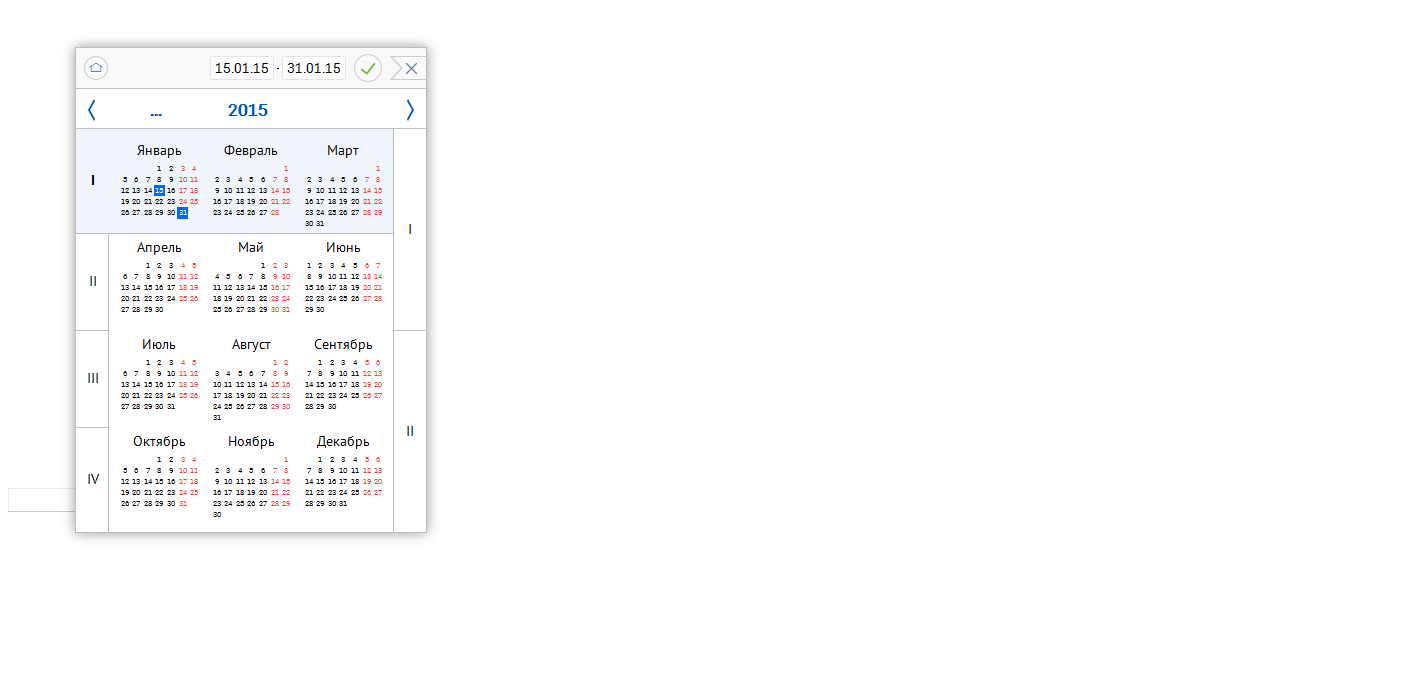 15.01.15 - 31.01.15
... 2015
Январь Февраль Март
1 2 3 4 1 1
5 6 7 8 9 10 11 2 3 4 5 6 7 8 2 3 4 5 6 7 8
I 12 13 14 15 16 17 18 9 10 11 12 13 14 15 9 10 11 12 13 14 15
19 20 21 22 23 24 25 16 17 18 19 20 21 22 16 17 18 19 20 21 22
26 27 28 29 30 31 23 24 25 26 27 28 23 24 25 26 27 28 29
30 31
I
Апрель Май Июнь
1 2 3 4 5 1 2 3 1 2 3 4 5 6 7
6 7 8 9 10 11 12 4 5 6 7 8 9 10 8 9 10 11 12 13 14
II 13 14 15 16 17 18 19 11 12 13 14 15 16 17 15 16 17 18 19 20 21
20 21 22 23 24 25 26 18 19 20 21 22 23 24 22 23 24 25 26 27 28
27 28 29 30 25 26 27 28 29 30 31 29 30
Июль Август Сентябрь
1 2 3 4 5 1 2 1 2 3 4 5 6
6 7 8 9 10 11 12 3 4 5 6 7 8 9 7 8 9 10 11 12 13
III 13 14 15 16 17 18 19 10 11 12 13 14 15 16 14 15 16 17 18 19 20
20 21 22 23 24 25 26 17 18 19 20 21 22 23 21 22 23 24 25 26 27
27 28 29 30 31 24 25 26 27 28 29 30 28 29 30
31
II
Октябрь Ноябрь Декабрь
1 2 3 4 1 1 2 3 4 5 6
5 6 7 8 9 10 11 2 3 4 5 6 7 8 7 8 9 10 11 12 13
IV 12 13 14 15 16 17 18 9 10 11 12 13 14 15 14 15 16 17 18 19 20
19 20 21 22 23 24 25 16 17 18 19 20 21 22 21 22 23 24 25 26 27
26 27 28 29 30 31 23 24 25 26 27 28 29 28 29 30 31
30